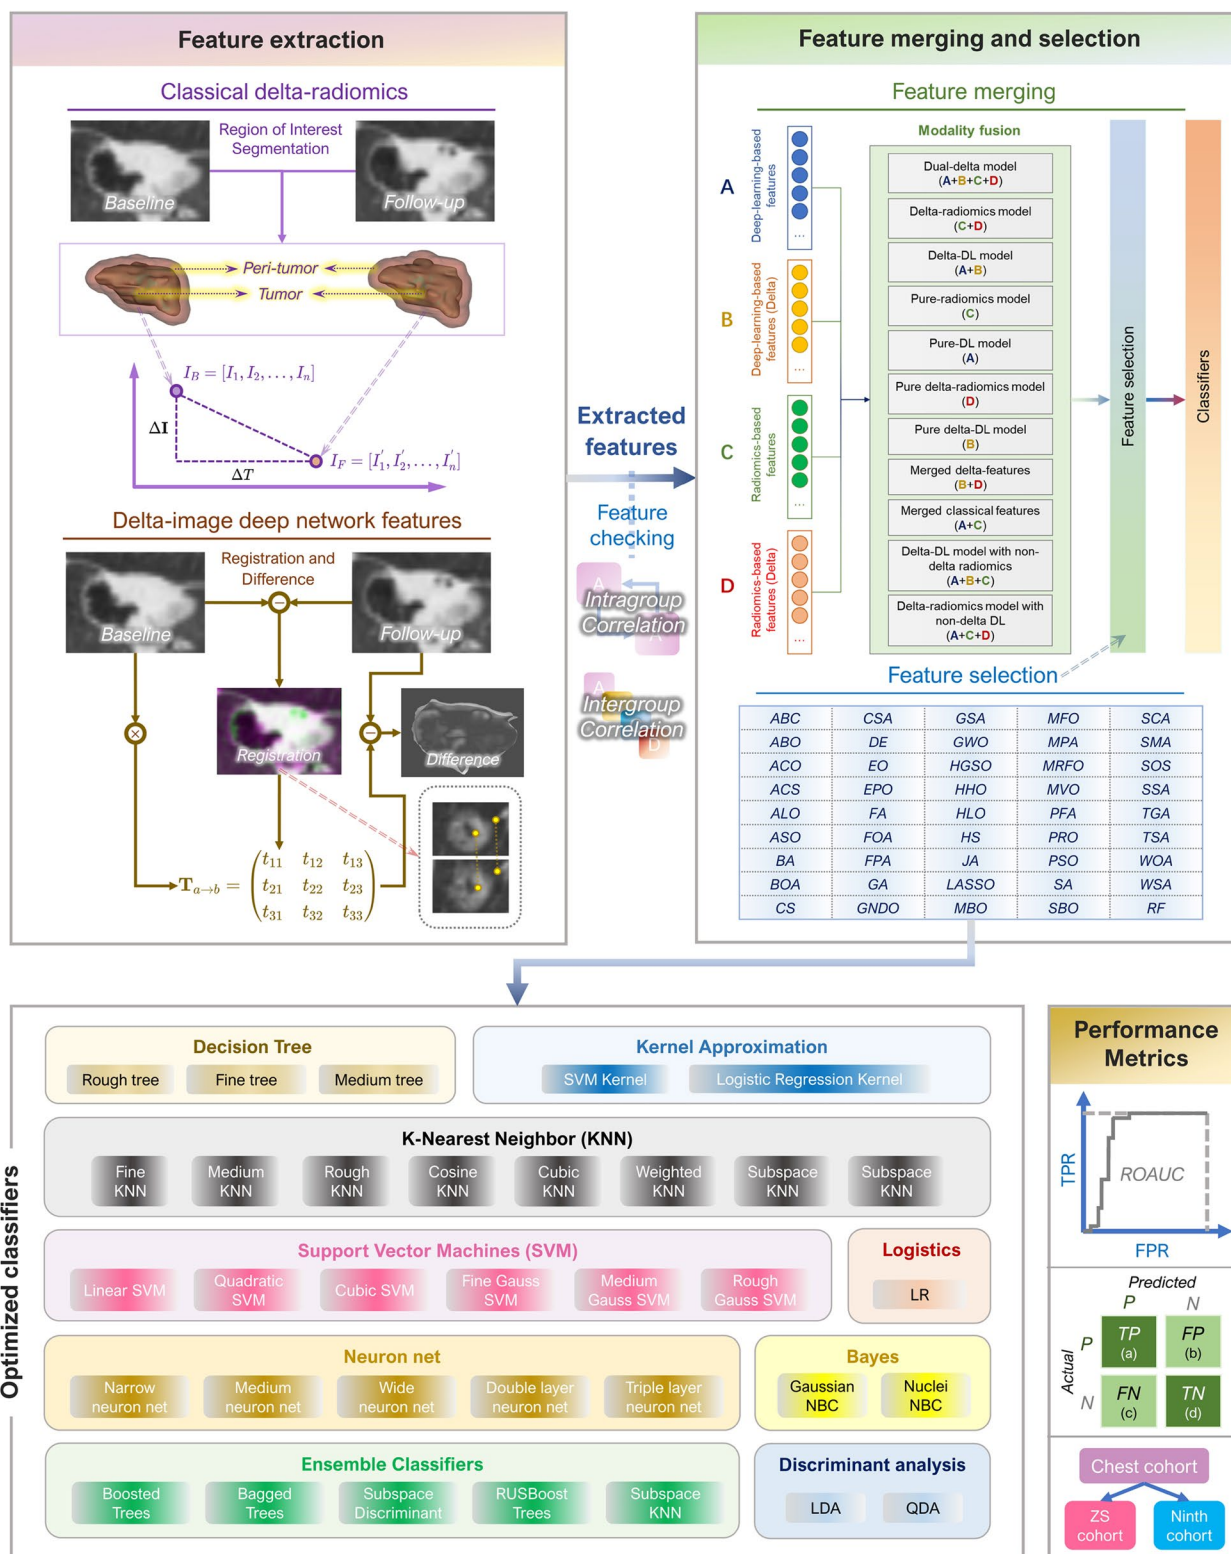 Feature extraction
Classical delta-radiomics
Region of Interest
Segmentation
Baseline
Follow-up
Peri-tumor
Tumor
I_B = [I_1, I_2, . . . , I_n]
ΔI
ΔT
I_F = [I_1', I_2', . . . , I_n']
Delta-image deep network features
Registration and
Difference
Baseline
Follow-up
−
×
−
Registration
Difference
T_{a→b} =
t_11 t_12 t_13
t_21 t_22 t_23
t_31 t_32 t_33
Extracted
features
Feature
checking
A
A
Intragroup
Correlation
A
D
Intergroup
Correlation
Feature merging and selection
Feature merging
A
Deep-learning-based
features
...
B
Deep-learning-based
features (Delta)
...
C
Radiomics-based
features
...
D
Radiomics-based
features (Delta)
...
Modality fusion
Dual-delta model
(A+B+C+D)
Delta-radiomics model
(C+D)
Delta-DL model
(A+B)
Pure-radiomics model
(C)
Pure-DL model
(A)
Pure delta-radiomics model
(D)
Pure delta-DL model
(B)
Merged delta-features
(B+D)
Merged classical features
(A+C)
Delta-DL model with non-
delta radiomics
(A+B+C)
Delta-radiomics model with
non-delta DL
(A+C+D)
Feature selection
Classifiers
Feature selection
ABC CSA GSA MFO SCA
ABO DE GWO MPA SMA
ACO EO HGSO MRFO SOS
ACS EPO HHO MVO SSA
ALO FA HLO PFA TGA
ASO FOA HS PRO TSA
BA FPA JA PSO WOA
BOA GA LASSO SA WSA
CS GNDO MBO SBO RF
Optimized classifiers
Decision Tree
Rough tree Fine tree Medium tree
Kernel Approximation
SVM Kernel Logistic Regression Kernel
K-Nearest Neighbor (KNN)
Fine Medium Rough Cosine Cubic Weighted Subspace Subspace
KNN KNN KNN KNN KNN KNN KNN KNN
Support Vector Machines (SVM)
Linear SVM
Quadratic
SVM
Cubic SVM
Fine Gauss
SVM
Medium
Gauss SVM
Rough
Gauss SVM
Logistics
LR
Neuron net
Narrow
neuron net
Medium
neuron net
Wide
neuron net
Double layer
neuron net
Triple layer
neuron net
Bayes
Gaussian
NBC
Nuclei
NBC
Ensemble Classifiers
Boosted
Trees
Bagged
Trees
Subspace
Discriminant
RUSBoost
Trees
Subspace
KNN
Discriminant analysis
LDA QDA
Performance
Metrics
TPR
ROAUC
FPR
Predicted
P N
Actual
P
TP
(a)
FP
(b)
N
FN
(c)
TN
(d)
Chest cohort
ZS
cohort
Ninth
cohort